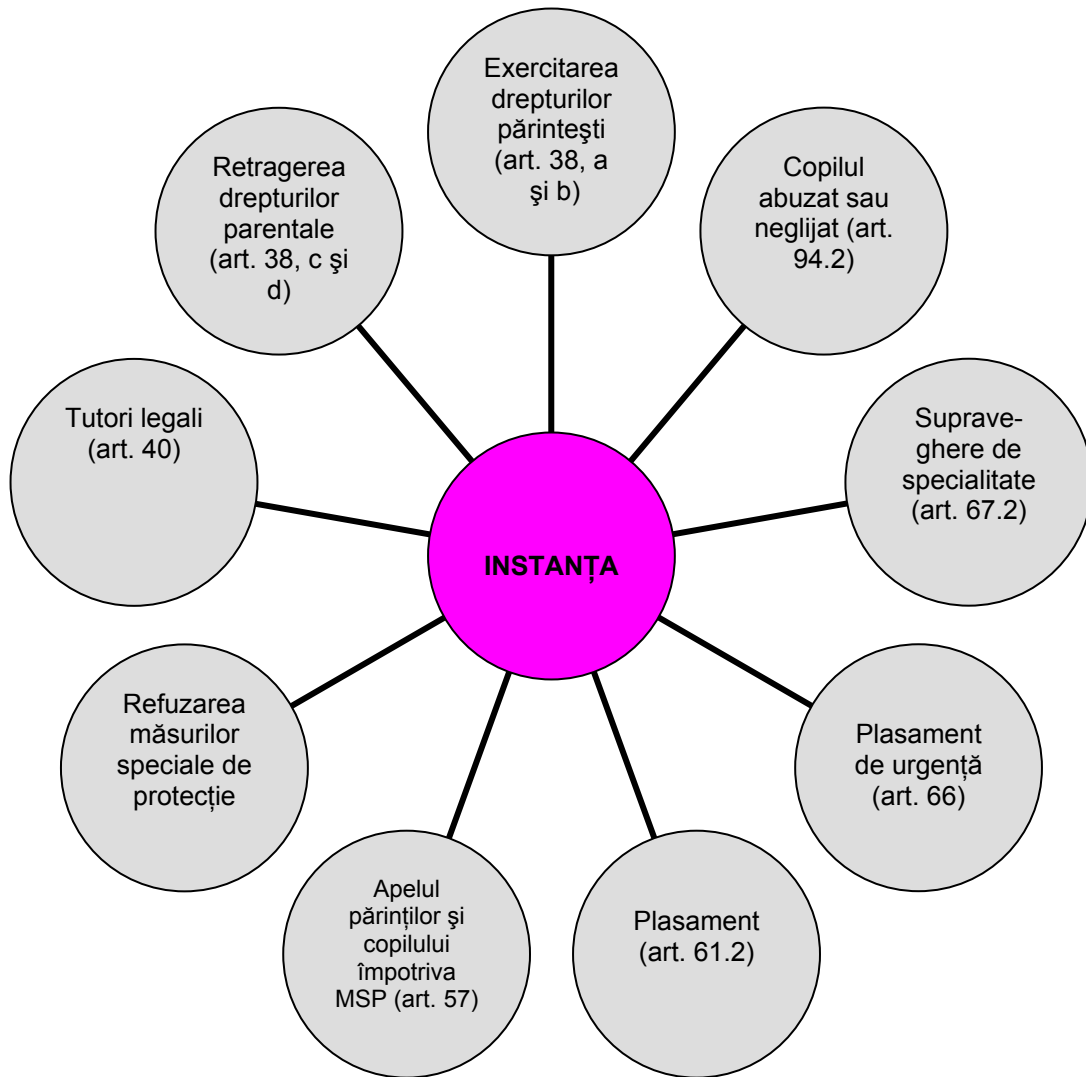 Exercitarea
drepturilor
părinteşti
(art. 38, a
şi b)
Copilul
abuzat sau
neglijat (art.
94.2)
Suprave-
ghere de
specialitate
(art. 67.2)
Plasament
de urgență
(art. 66)
Plasament
(art. 61.2)
Apelul
părinților şi
copilului
împotriva
MSP (art. 57)
Refuzarea
măsurilor
speciale de
protecție
Tutori legali
(art. 40)
Retragerea
drepturilor
parentale
(art. 38, c şi
d)
INSTANȚA